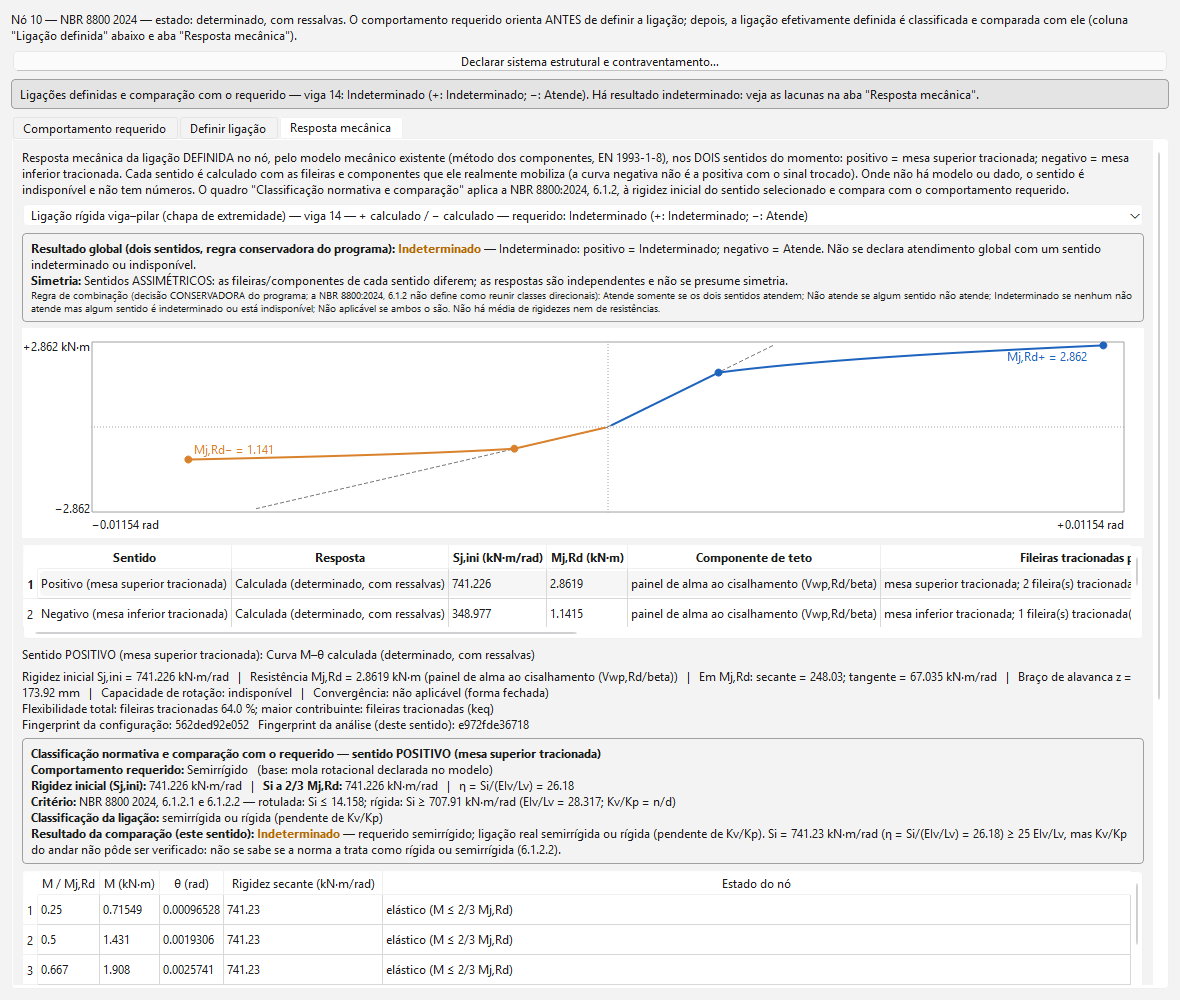 Nó 10 — NBR 8800 2024 — estado: determinado, com ressalvas. O comportamento requerido orienta ANTES de definir a ligação; depois, a ligação efetivamente definida é classificada e comparada com ele (coluna
"Ligação definida" abaixo e aba "Resposta mecânica").
Declarar sistema estrutural e contraventamento...
Ligações definidas e comparação com o requerido — viga 14: Indeterminado (+: Indeterminado; −: Atende). Há resultado indeterminado: veja as lacunas na aba "Resposta mecânica".
Comportamento requerido Definir ligação Resposta mecânica
Resposta mecânica da ligação DEFINIDA no nó, pelo modelo mecânico existente (método dos componentes, EN 1993-1-8), nos DOIS sentidos do momento: positivo = mesa superior tracionada; negativo = mesa
inferior tracionada. Cada sentido é calculado com as fileiras e componentes que ele realmente mobiliza (a curva negativa não é a positiva com o sinal trocado). Onde não há modelo ou dado, o sentido é
indisponível e não tem números. O quadro "Classificação normativa e comparação" aplica a NBR 8800:2024, 6.1.2, à rigidez inicial do sentido selecionado e compara com o comportamento requerido.
Ligação rígida viga–pilar (chapa de extremidade) — viga 14 — + calculado / − calculado — requerido: Indeterminado (+: Indeterminado; −: Atende)
Resultado global (dois sentidos, regra conservadora do programa): Indeterminado — Indeterminado: positivo = Indeterminado; negativo = Atende. Não se declara atendimento global com um sentido
indeterminado ou indisponível.
Simetria: Sentidos ASSIMÉTRICOS: as fileiras/componentes de cada sentido diferem; as respostas são independentes e não se presume simetria.
Regra de combinação (decisão CONSERVADORA do programa; a NBR 8800:2024, 6.1.2 não define como reunir classes direcionais): Atende somente se os dois sentidos atendem; Não atende se algum sentido não atende; Indeterminado se nenhum não
atende mas algum sentido é indeterminado ou está indisponível; Não aplicável se ambos o são. Não há média de rigidezes nem de resistências.
+2.862 kN·m
Mj,Rd+ = 2.862
Mj,Rd− = 1.141
−2.862
−0.01154 rad +0.01154 rad
Sentido Resposta Sj,ini (kN·m/rad) Mj,Rd (kN·m) Componente de teto Fileiras tracionadas p
1 Positivo (mesa superior tracionada) Calculada (determinado, com ressalvas) 741.226 2.8619 painel de alma ao cisalhamento (Vwp,Rd/beta) mesa superior tracionada; 2 fileira(s) tracionada
2 Negativo (mesa inferior tracionada) Calculada (determinado, com ressalvas) 348.977 1.1415 painel de alma ao cisalhamento (Vwp,Rd/beta) mesa inferior tracionada; 1 fileira(s) tracionada(
Sentido POSITIVO (mesa superior tracionada): Curva M–θ calculada (determinado, com ressalvas)
Rigidez inicial Sj,ini = 741.226 kN·m/rad | Resistência Mj,Rd = 2.8619 kN·m (painel de alma ao cisalhamento (Vwp,Rd/beta)) | Em Mj,Rd: secante = 248.03; tangente = 67.035 kN·m/rad | Braço de alavanca z =
173.92 mm | Capacidade de rotação: indisponível | Convergência: não aplicável (forma fechada)
Flexibilidade total: fileiras tracionadas 64.0 %; maior contribuinte: fileiras tracionadas (keq)
Fingerprint da configuração: 562ded92e052 Fingerprint da análise (deste sentido): e972fde36718
Classificação normativa e comparação com o requerido — sentido POSITIVO (mesa superior tracionada)
Comportamento requerido: Semirrígido (base: mola rotacional declarada no modelo)
Rigidez inicial (Sj,ini): 741.226 kN·m/rad | Si a 2/3 Mj,Rd: 741.226 kN·m/rad | η = Si/(EIv/Lv) = 26.18
Critério: NBR 8800 2024, 6.1.2.1 e 6.1.2.2 — rotulada: Si ≤ 14.158; rígida: Si ≥ 707.91 kN·m/rad (EIv/Lv = 28.317; Kv/Kp = n/d)
Classificação da ligação: semirrígida ou rígida (pendente de Kv/Kp)
Resultado da comparação (este sentido): Indeterminado — requerido semirrígido; ligação real semirrígida ou rígida (pendente de Kv/Kp). Si = 741.23 kN·m/rad (η = Si/(EIv/Lv) = 26.18) ≥ 25 EIv/Lv, mas Kv/Kp
do andar não pôde ser verificado: não se sabe se a norma a trata como rígida ou semirrígida (6.1.2.2).
M / Mj,Rd M (kN·m) θ (rad) Rigidez secante (kN·m/rad) Estado do nó
1 0.25 0.71549 0.00096528 741.23 elástico (M ≤ 2/3 Mj,Rd)
2 0.5 1.431 0.0019306 741.23 elástico (M ≤ 2/3 Mj,Rd)
3 0.667 1.908 0.0025741 741.23 elástico (M ≤ 2/3 Mj,Rd)